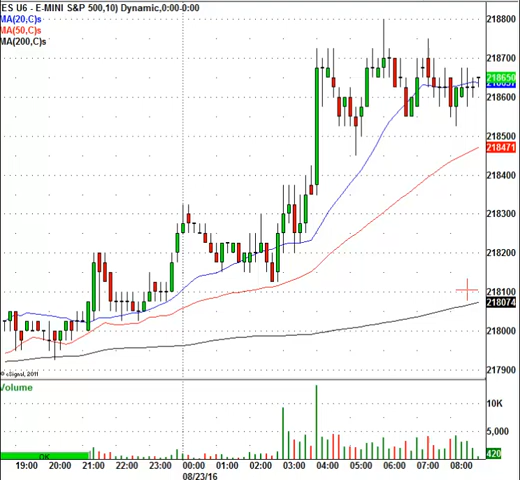 ES U6 - E-MINI S&P 500,10) Dynamic,0:00-0:00
MA(20,C)s
MA(50,C)s
MA(200,C)s
218800
218700
218650
218600
218500
218471
218400
218300
218200
218100
218074
218000
217900
© eSignal, 2011
Volume
10K
5,000
420
OK
19:00 20:00 21:00 22:00 23:00 00:00 01:00 02:00 03:00 04:00 05:00 06:00 07:00 08:00
08/23/16